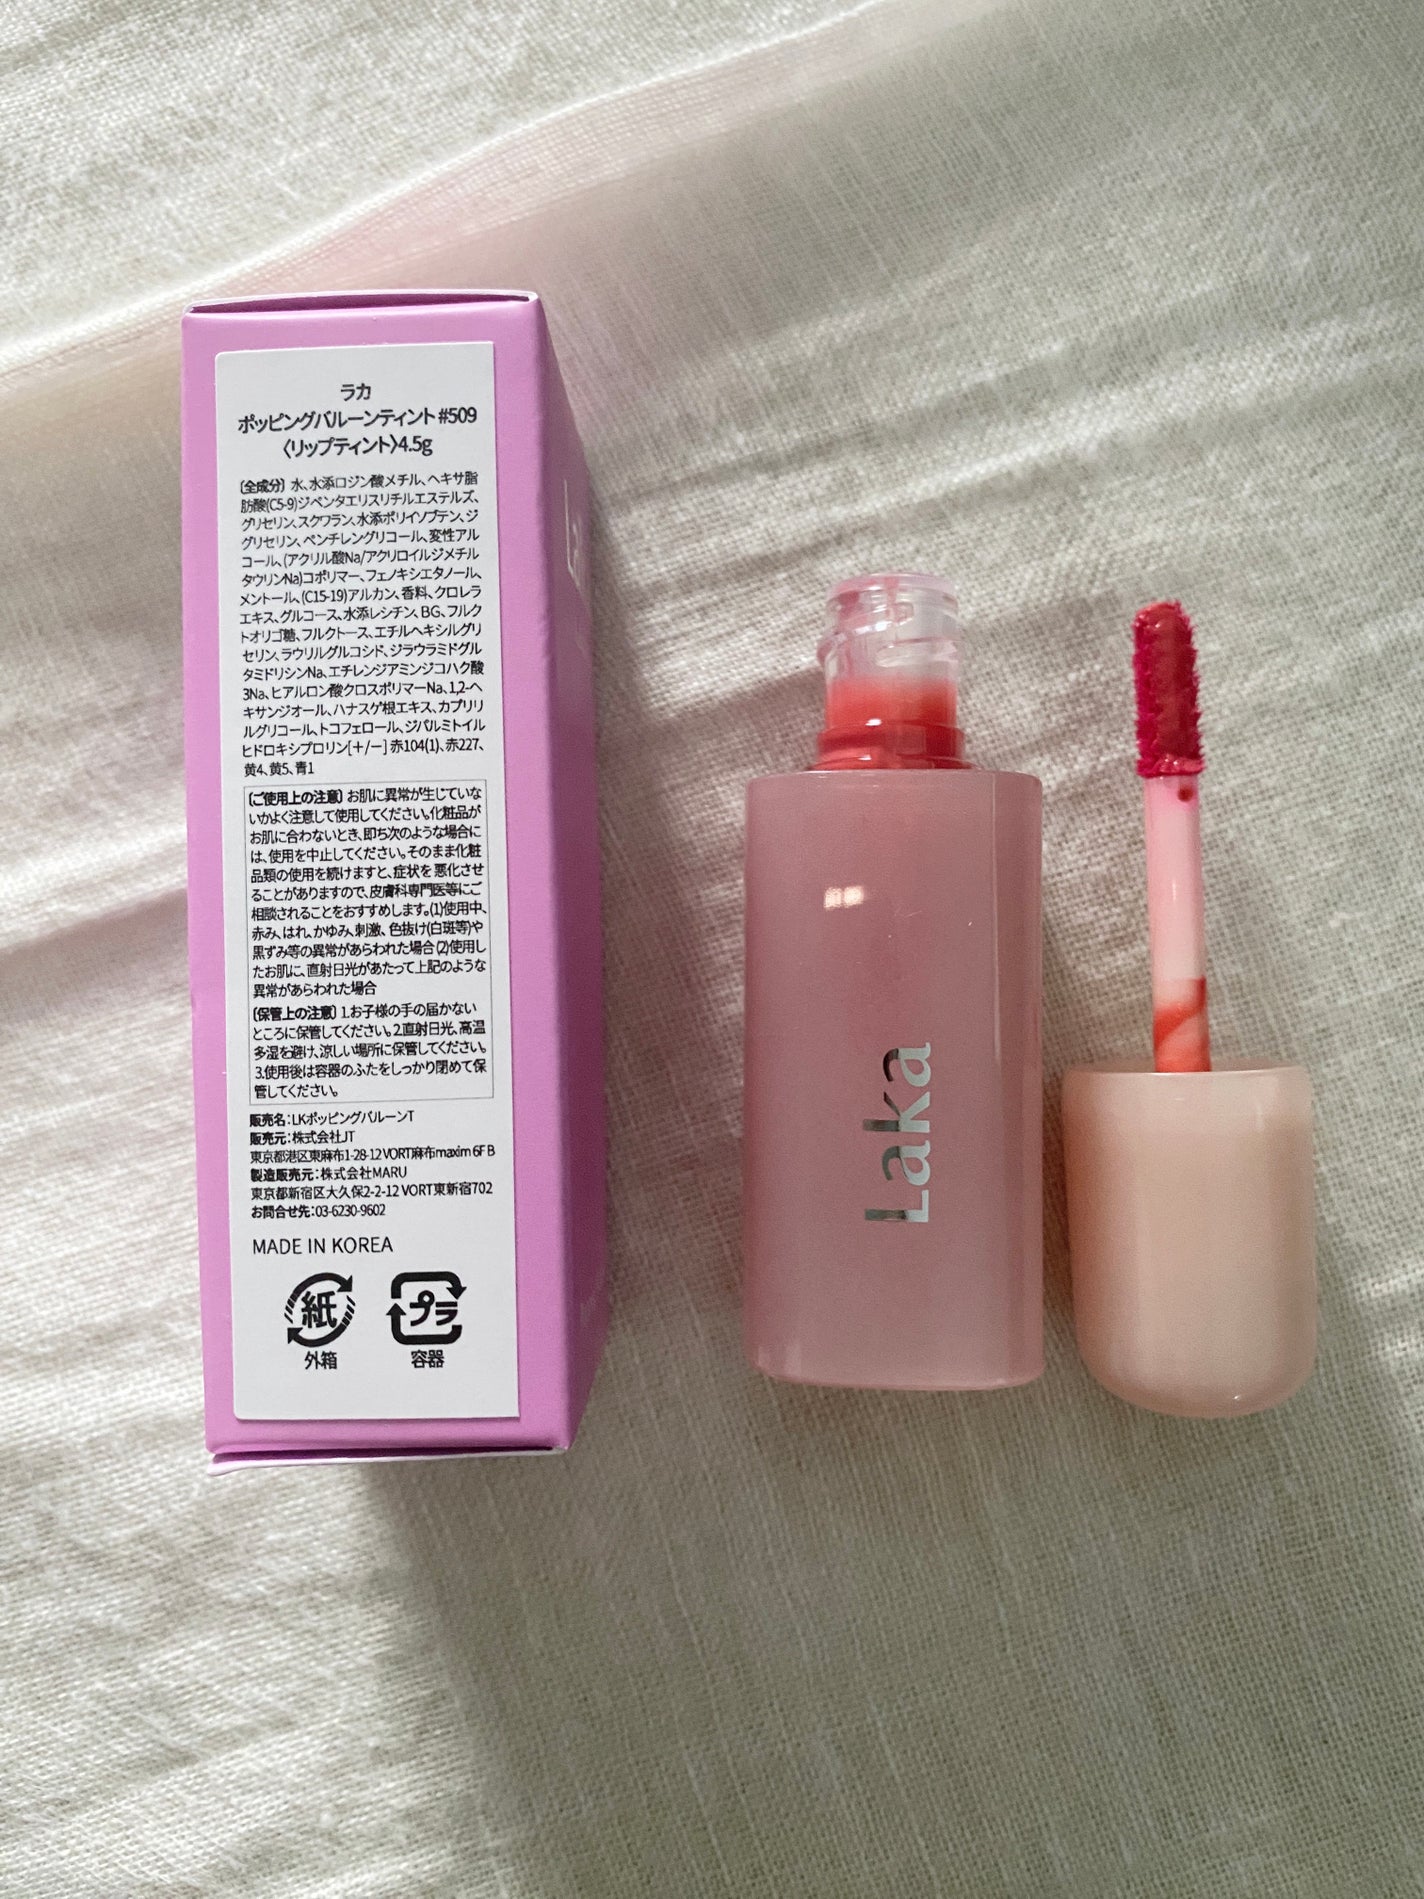 ラカ
ポッピングバルーンティント #509
〈リップティント〉4.5g
〔全成分〕水、水添ロジン酸メチル、ヘキサ脂
肪酸(C5-9)ジペンタエリスリチルエステルズ、
グリセリン、スクワラン、水添ポリイソブテン、ジ
グリセリン、ペンチレングリコール、変性アル
コール、(アクリル酸Na/アクリロイルジメチル
タウリンNa)コポリマー、フェノキシエタノール、
メントール、(C15-19)アルカン、香料、クロレラ
エキス、グルコース、水添レシチン、BG、フルク
トオリゴ糖、フルクトース、エチルヘキシルグリ
セリン、ラウリルグルコシド、ジラウラミドグル
タミドリシンNa、エチレンジアミンジコハク酸
3Na、ヒアルロン酸クロスポリマーNa、1,2-ヘ
キサンジオール、ハナスゲ根エキス、カプリリ
ルグリコール、トコフェロール、ジパルミトイル
ヒドロキシプロリン[+/ー] 赤104(1)、赤227、
黄4、黄5、青1
〔ご使用上の注意〕お肌に異常が生じていな
いかよく注意して使用してください。化粧品が
お肌に合わないとき、即ち次のような場合に
は、使用を中止してください。そのまま化粧
品類の使用を続けますと、症状を悪化させ
ることがありますので、皮膚科専門医等にご
相談されることをおすすめします。(1)使用中、
赤み、はれ、かゆみ、刺激、色抜け(白斑等)や
黒ずみ等の異常があらわれた場合(2)使用し
たお肌に、直射日光があたって上記のような
異常があらわれた場合
〔保管上の注意〕1.お子様の手の届かない
ところに保管してください。2.直射日光、高温
多湿を避け、涼しい場所に保管してください。
3.使用後は容器のふたをしっかり閉めて保
管してください。
販売名:LKポッピングバルーンT
販売元:株式会社JT
東京都港区東麻布1-28-12 VORT麻布maxim 6F B
製造販売元:株式会社MARU
東京都新宿区大久保2-2-12 VORT東新宿702
お問合せ先:03-6230-9602
MADE IN KOREA
紙 プラ
外箱 容器
Laka